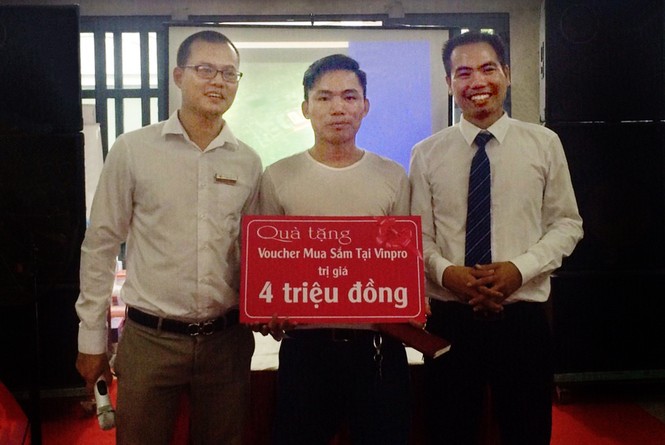 Quà tặng
Voucher Mua Sắm Tại Vinpro
trị giá
4 triệu đồng